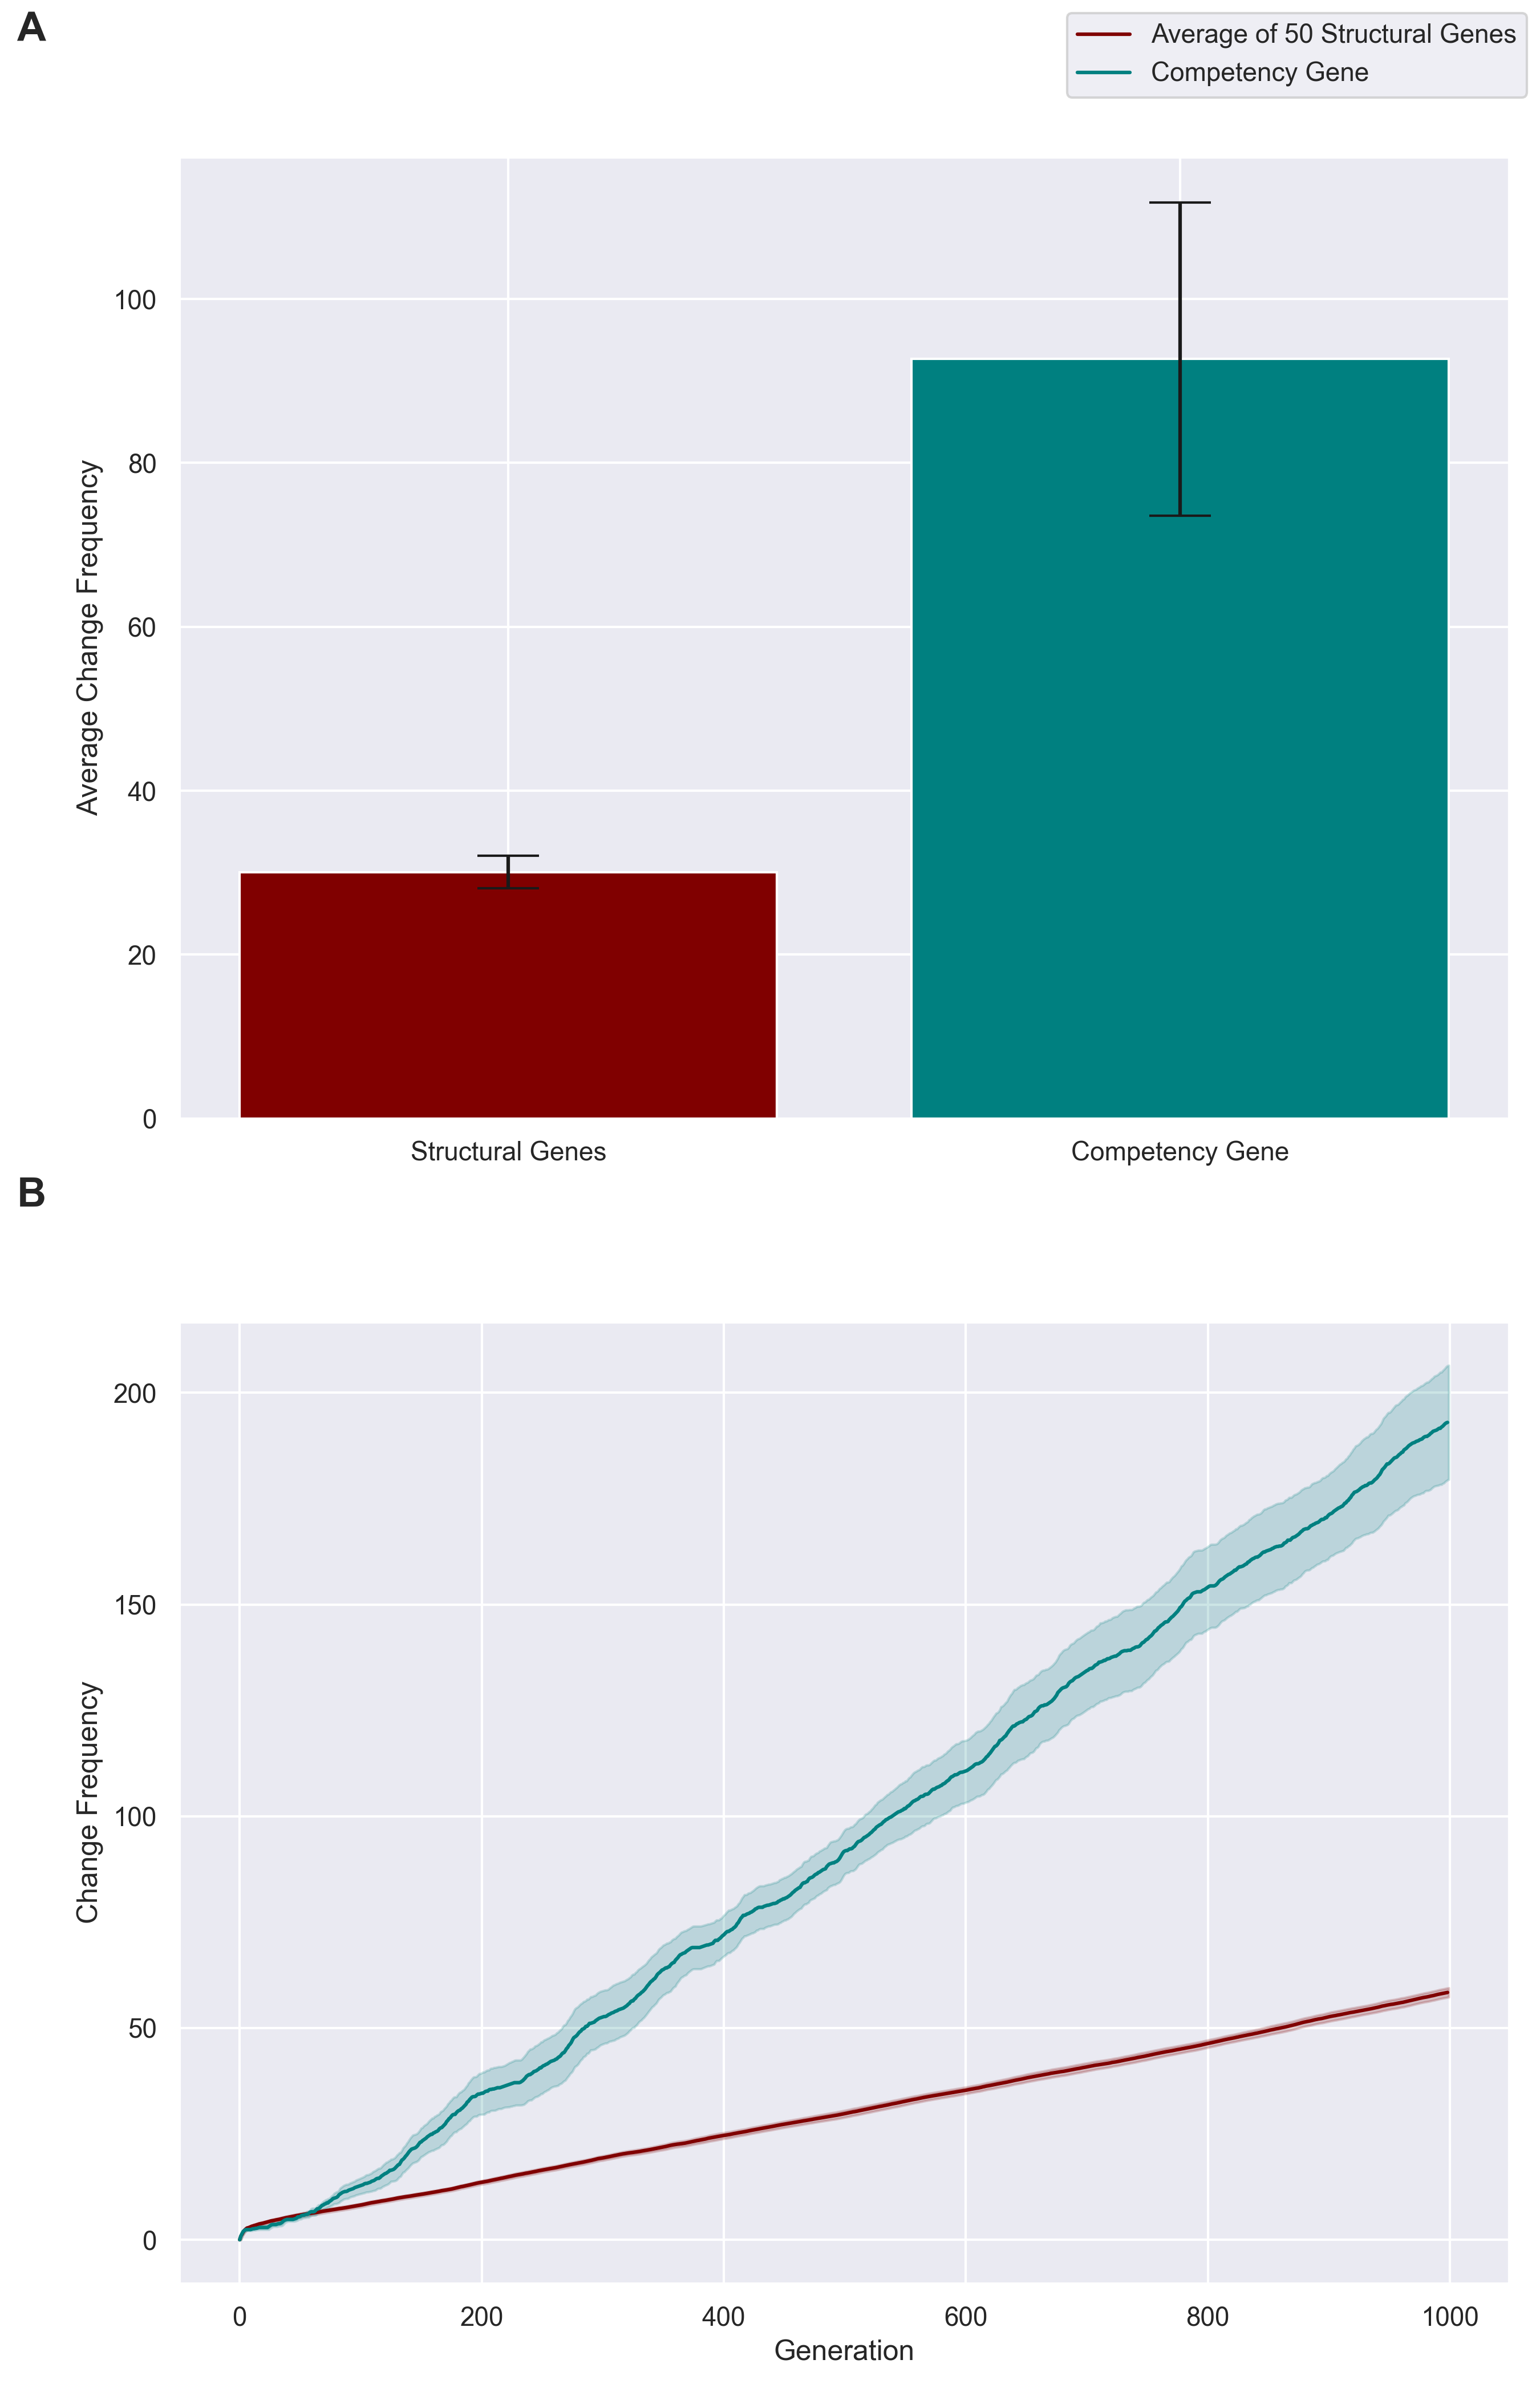 A
Average of 50 Structural Genes
Competency Gene
100
80
60
40
20
0
Average Change Frequency
Structural Genes
Competency Gene
B
200
150
100
50
0
Change Frequency
0
200
400
600
800
1000
Generation